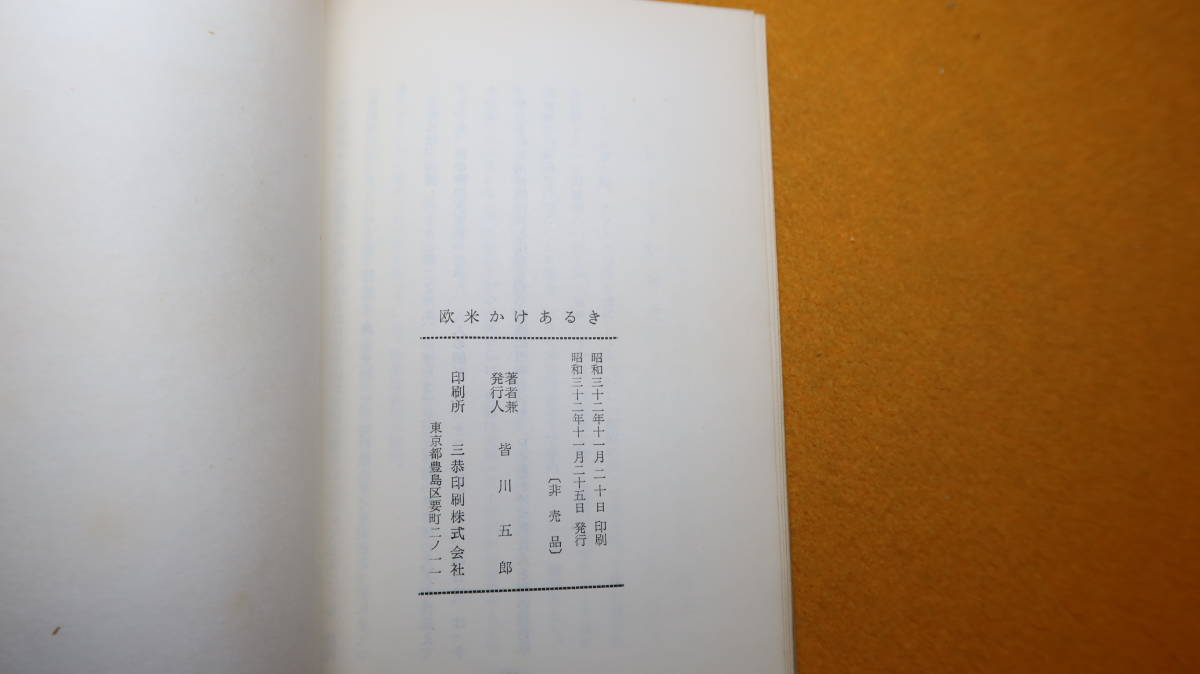 欧米かけあるき
昭和三十二年十一月二十日 印刷
昭和三十二年十一月二十五日 発行
〔非売品〕
著者兼
発行人 皆川五郎
印刷所 三恭印刷株式会社
東京都豊島区要町二ノ一一